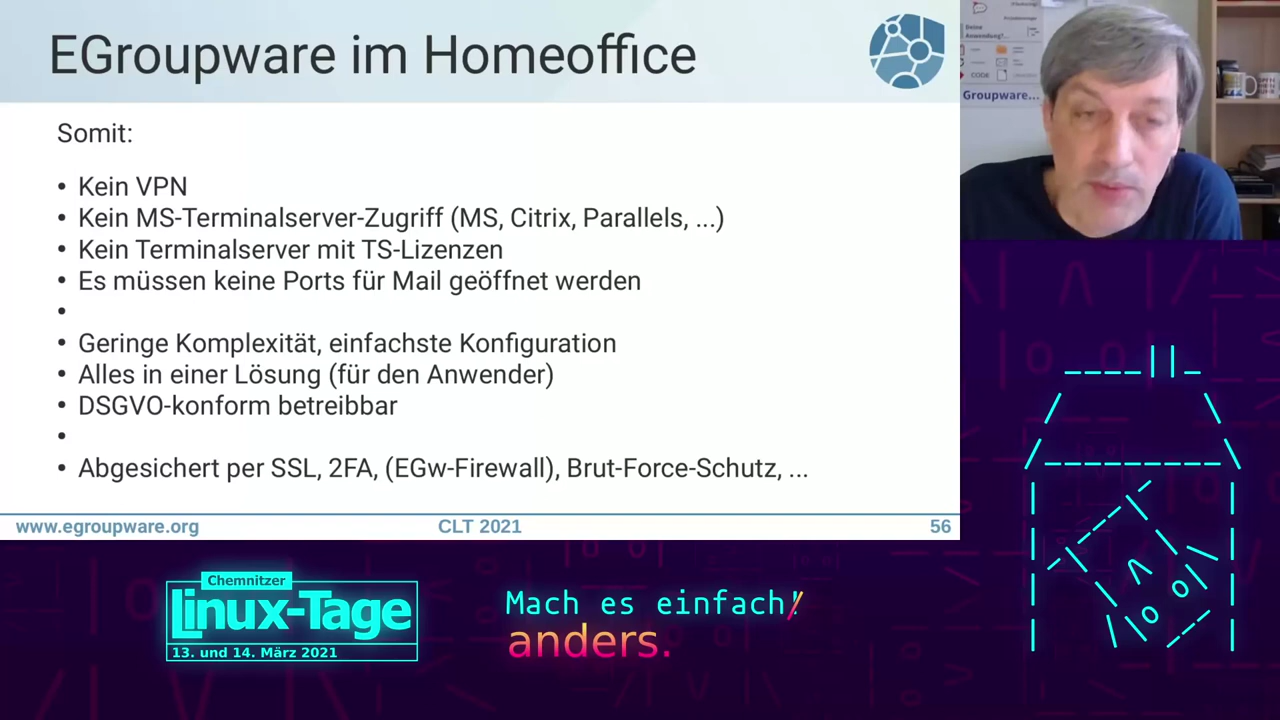 EGroupware im Homeoffice
Somit:
• Kein VPN
• Kein MS-Terminalserver-Zugriff (MS, Citrix, Parallels, ...)
• Kein Terminalserver mit TS-Lizenzen
• Es müssen keine Ports für Mail geöffnet werden
•
• Geringe Komplexität, einfachste Konfiguration
• Alles in einer Lösung (für den Anwender)
• DSGVO-konform betreibbar
•
• Abgesichert per SSL, 2FA, (EGw-Firewall), Brut-Force-Schutz, ...
www.egroupware.org
CLT 2021
56
Deine
Anwendung?...
CODE
Groupware...
Chemnitzer
Linux-Tage
13. und 14. März 2021
Mach es einfach!
anders.